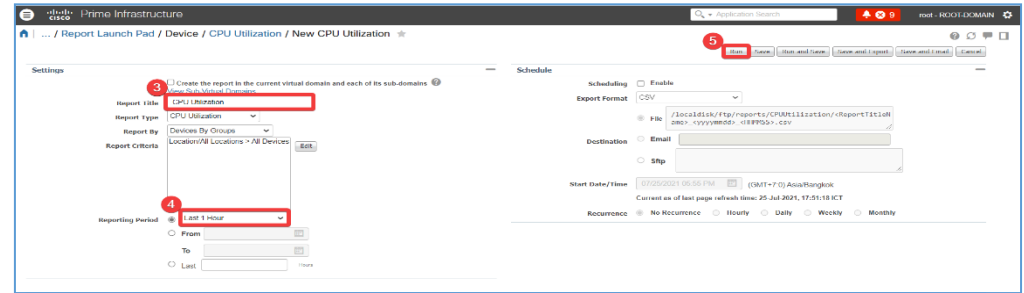 cisco Prime Infrastructure
Application Search
9
root - ROOT-DOMAIN
... / Report Launch Pad / Device / CPU Utilization / New CPU Utilization
5
Run Save Run and Save Save and Export Save and Email Cancel
Settings
Create the report in the current virtual domain and each of its sub-domains
View Sub-Virtual Domains
3
Report Title CPU Utilization
Report Type CPU Utilization
Report By Devices By Groups
Report Criteria Location/All Locations > All Devices Edit
4
Reporting Period Last 1 Hour
From
To
Last Hours
Schedule
Scheduling Enable
Export Format CSV
Destination
File /localdisk/ftp/reports/CPUUtilization/<ReportTitleN
ame>_<yyyymmdd>_<HHMMSS>.csv
Email
Sftp
Start Date/Time 07/25/2021 06:56 PM (GMT+7:0) Asia/Bangkok
Current as of last page refresh time: 25-Jul-2021, 17:51:18 ICT
Recurrence No Recurrence Hourly Daily Weekly Monthly